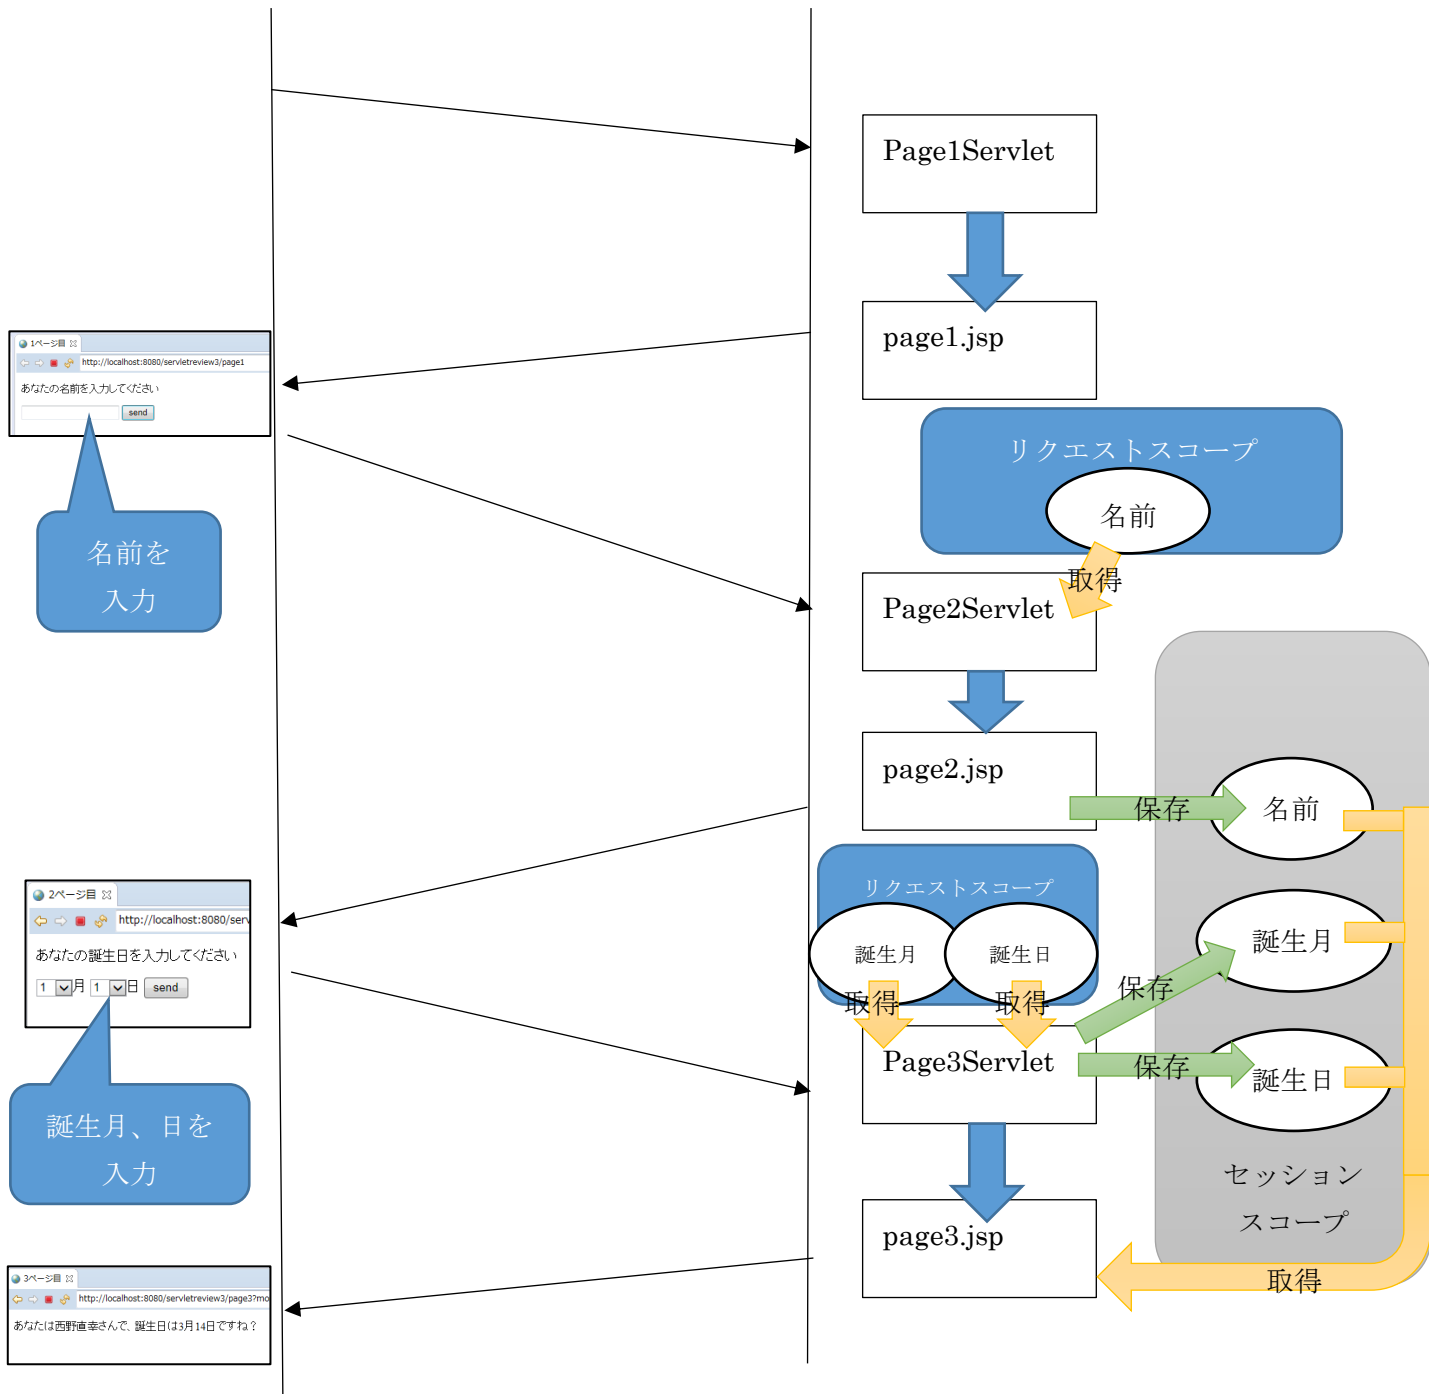 Page1Servlet
page1.jsp
1ページ目
http://localhost:8080/servletreview3/page1
あなたの名前を入力してください
send
名前を
入力
リクエストスコープ
名前
取得
Page2Servlet
page2.jsp
保存
名前
2ページ目
http://localhost:8080/serv
あなたの誕生日を入力してください
1 月 1 日 send
誕生月、日を
入力
リクエストスコープ
誕生月
誕生日
取得
取得
Page3Servlet
保存
誕生月
保存
誕生日
セッション
スコープ
page3.jsp
取得
3ページ目
http://localhost:8080/servletreview3/page3?mo
あなたは西野直幸さんで、誕生日は3月14日ですね？